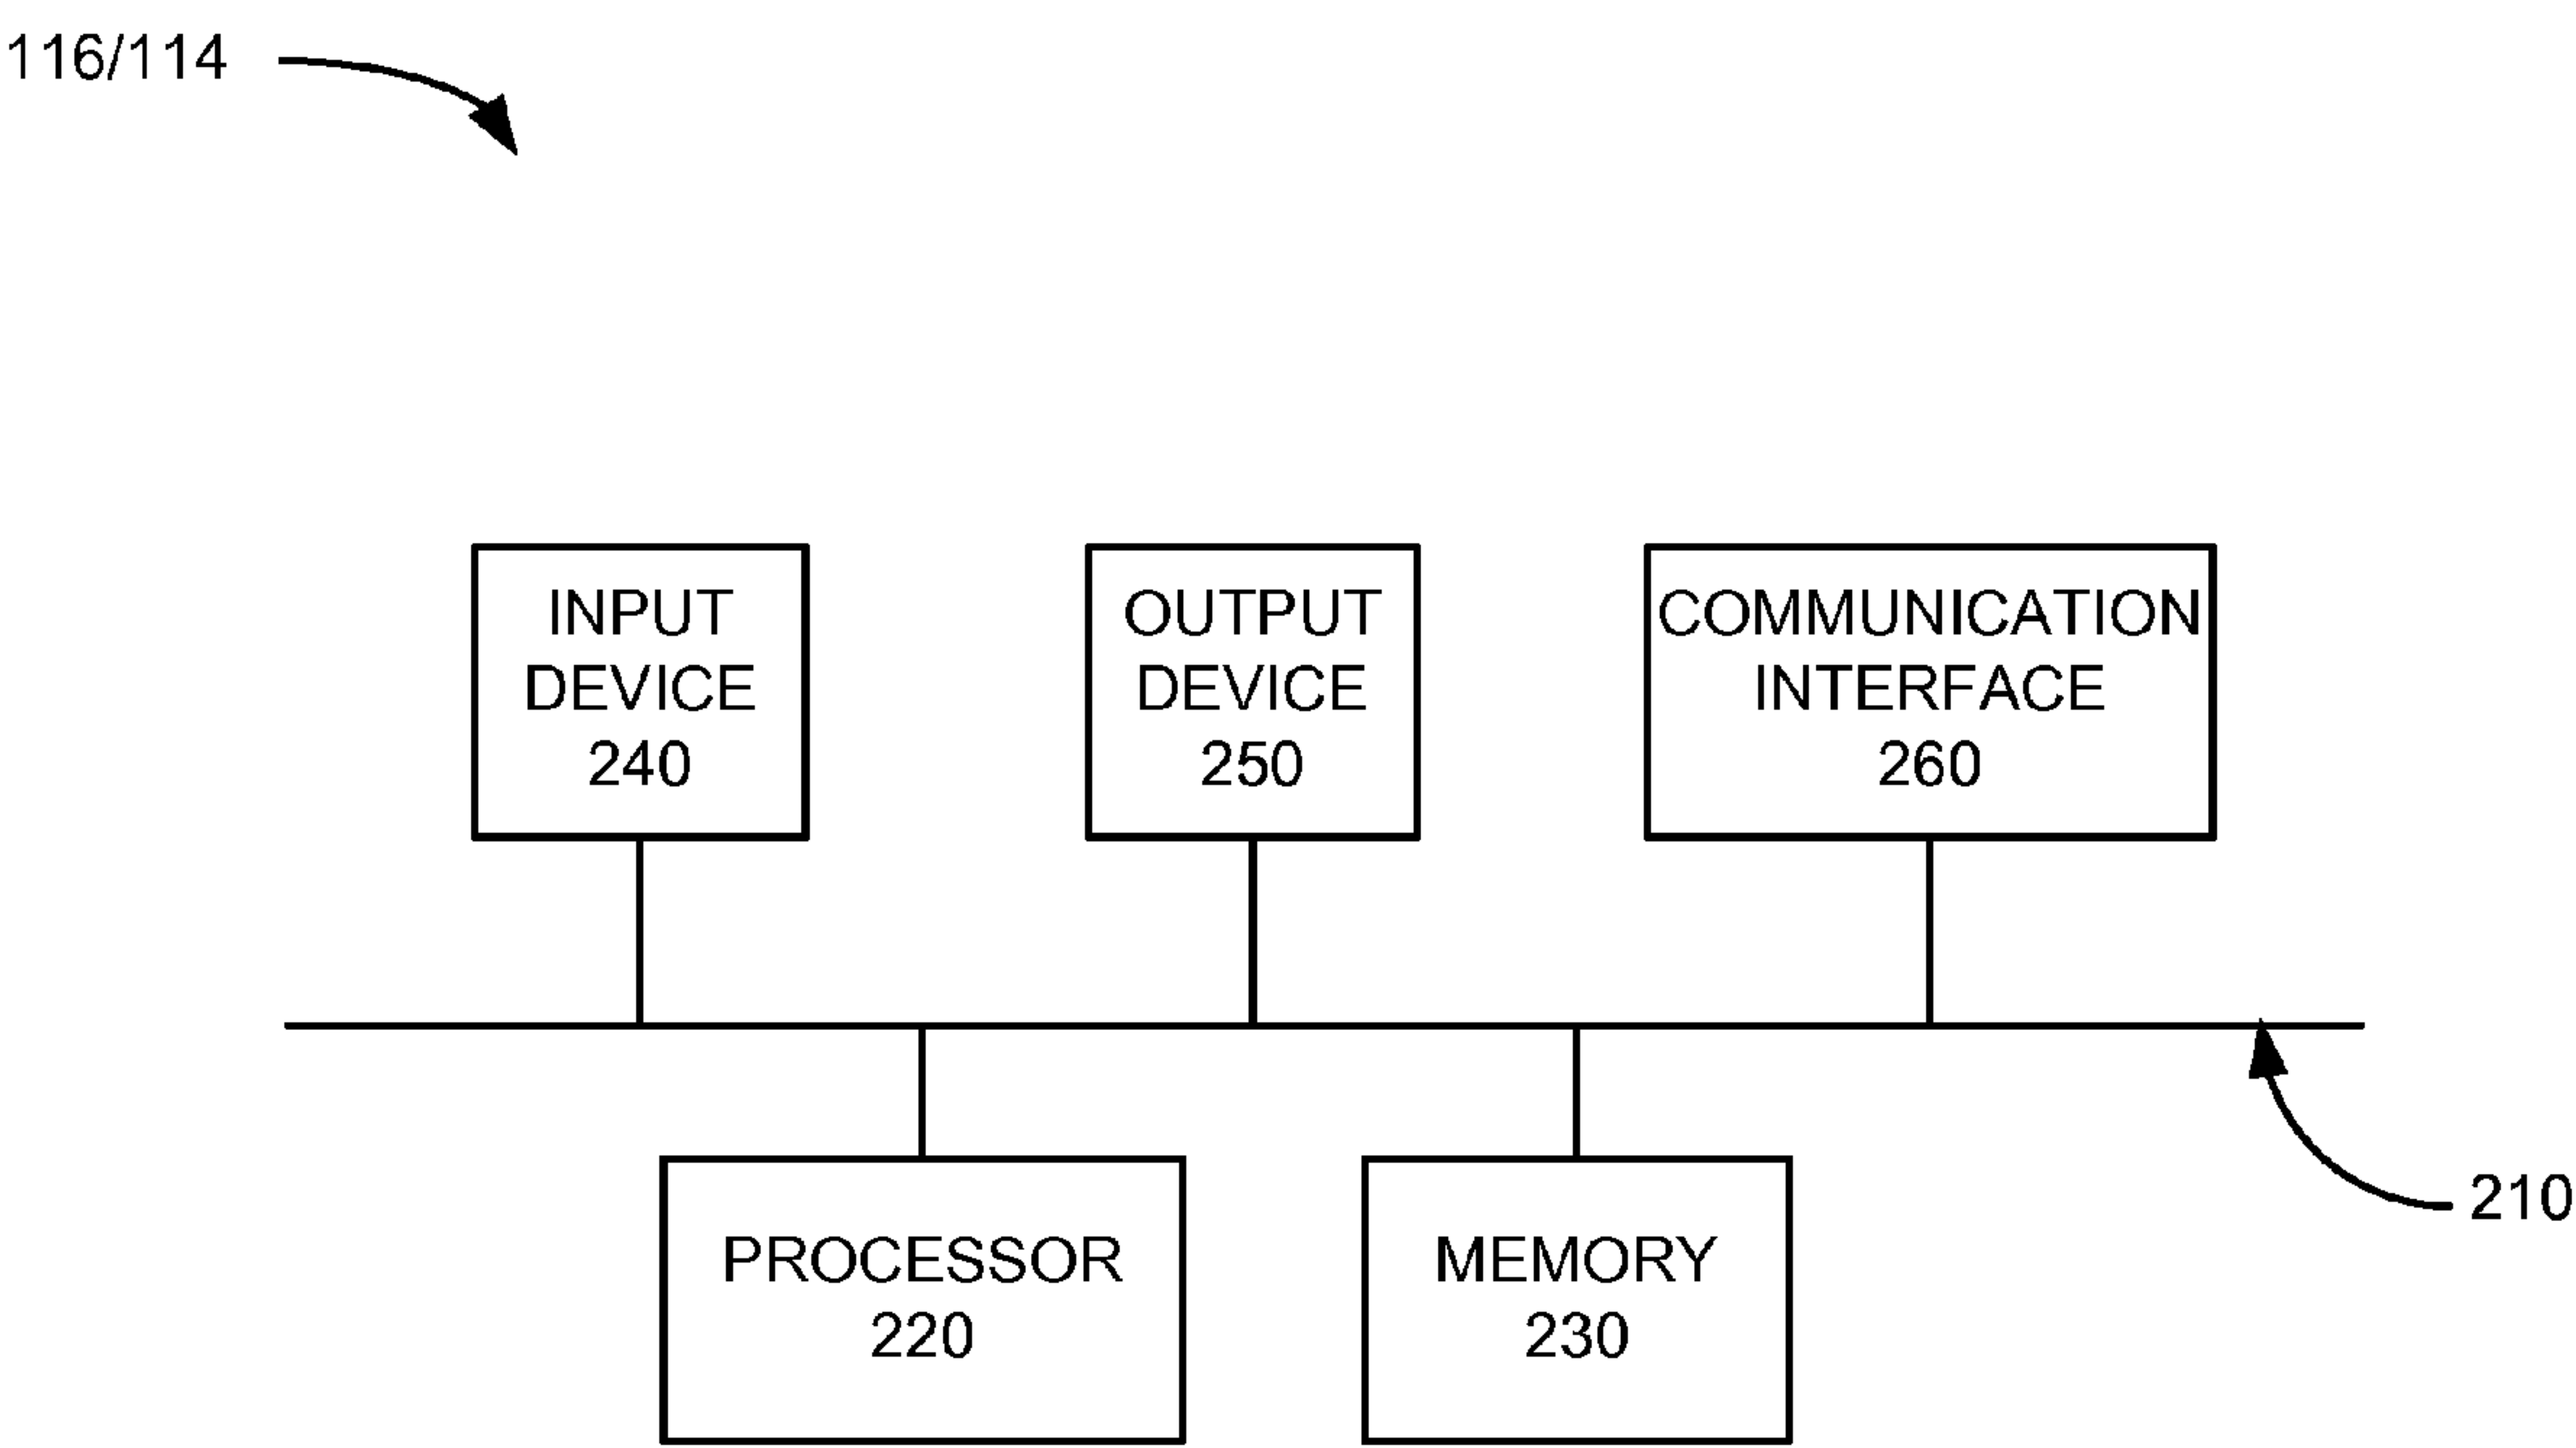 116/114
INPUT
DEVICE
240
OUTPUT
DEVICE
250
COMMUNICATION
INTERFACE
260
PROCESSOR
220
MEMORY
230
210